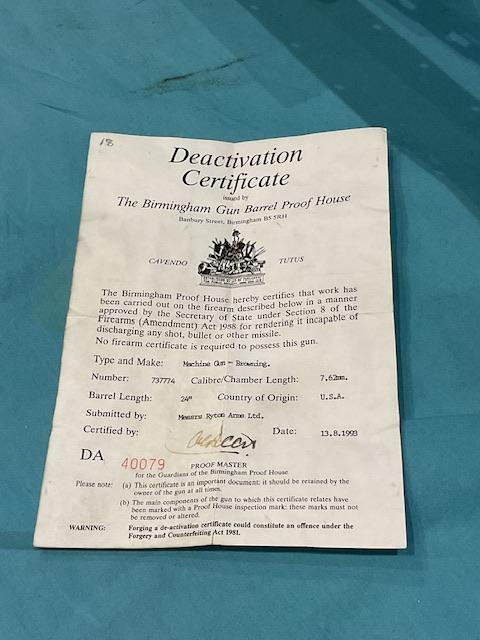 18
Deactivation
Certificate
issued by
The Birmingham Gun Barrel Proof House
Banbury Street, Birmingham B5 5RH
CAVENDO TUTUS
The Birmingham Proof House hereby certifies that work has
been carried out on the firearm described below in a manner
approved by the Secretary of State under Section 8 of the
Firearms (Amendment) Act 1988 for rendering it incapable of
discharging any shot, bullet or other missile.
No firearm certificate is required to possess this gun.
Type and Make: Machine Gun - Browning.
Number: 737774 Calibre/Chamber Length: 7.62mm.
Barrel Length: 24" Country of Origin: U.S.A.
Submitted by: Messrs Ryton Arms Ltd.
Certified by: Date: 13.8.1993
DA 40079 PROOF MASTER
for the Guardians of the Birmingham Proof House
Please note: (a) This certificate is an important document: it should be retained by the
owner of the gun at all times.
(b) The main components of the gun to which this certificate relates have
been marked with a Proof House inspection mark: these marks must not
be removed or altered.
WARNING: Forging a de-activation certificate could constitute an offence under the
Forgery and Counterfeiting Act 1981.